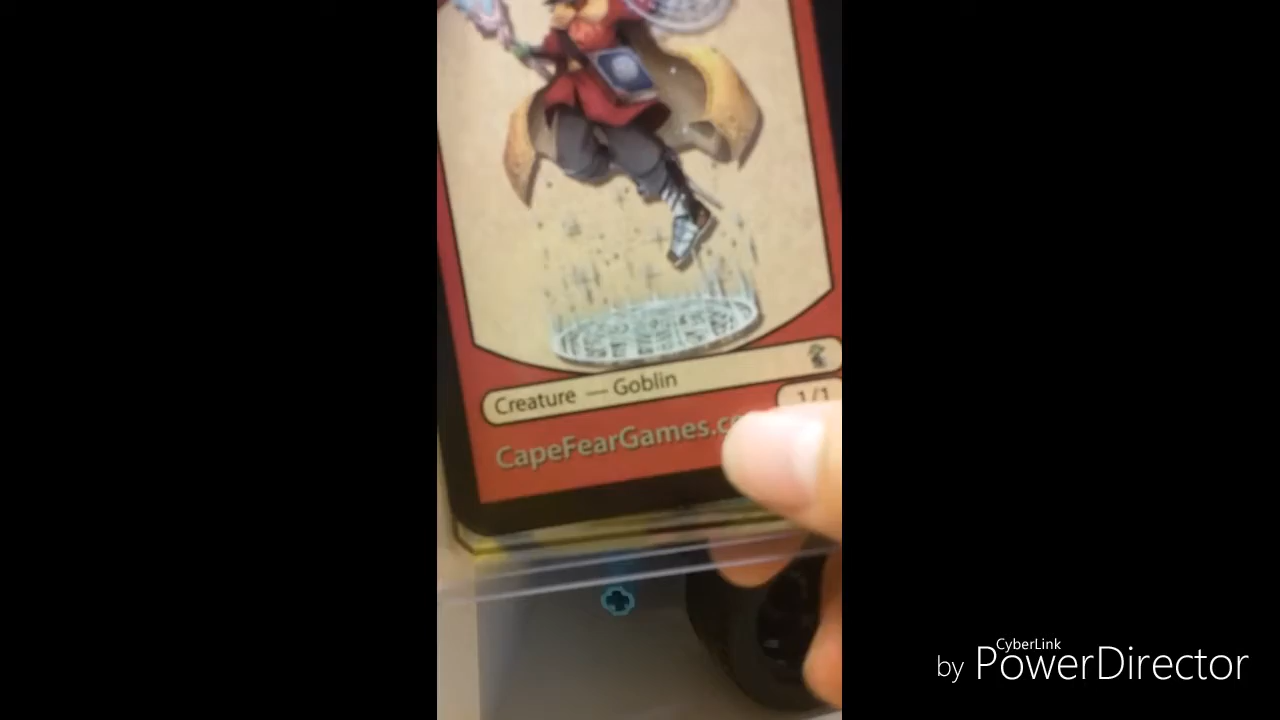 Creature — Goblin
1/1
CapeFearGames.c
CyberLink
by PowerDirector